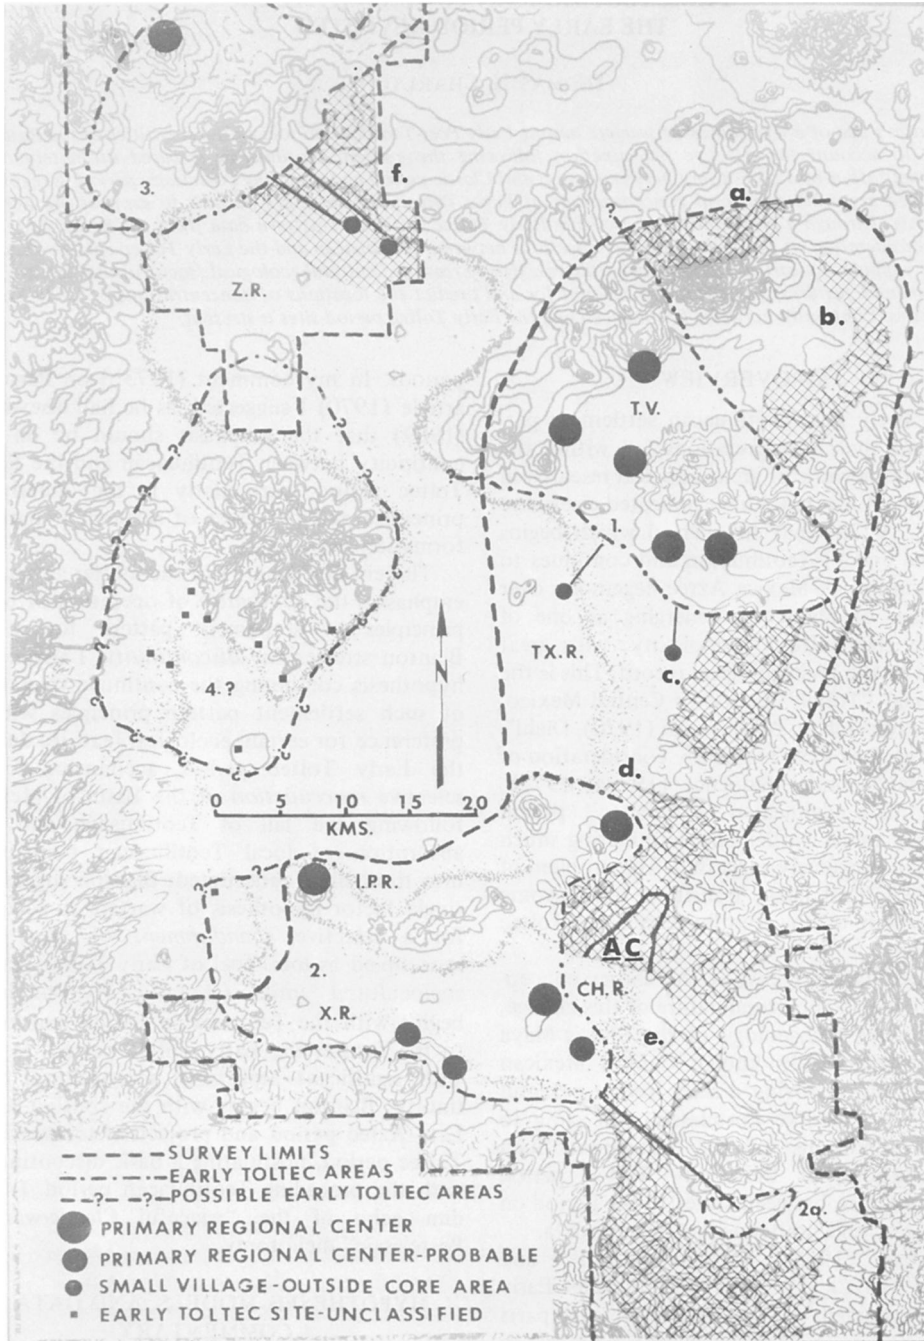 3.
f.
a.
?
Z.R.
b.
T.V.
?
1.
TX.R.
c.
N
4.?
d.
0 5 10 15 20
KMS.
I.P.R.
AC
2.
CH.R.
X.R.
e.
SURVEY LIMITS
EARLY TOLTEC AREAS
-?--?-POSSIBLE EARLY TOLTEC AREAS
2a.
PRIMARY REGIONAL CENTER
PRIMARY REGIONAL CENTER-PROBABLE
SMALL VILLAGE-OUTSIDE CORE AREA
EARLY TOLTEC SITE-UNCLASSIFIED